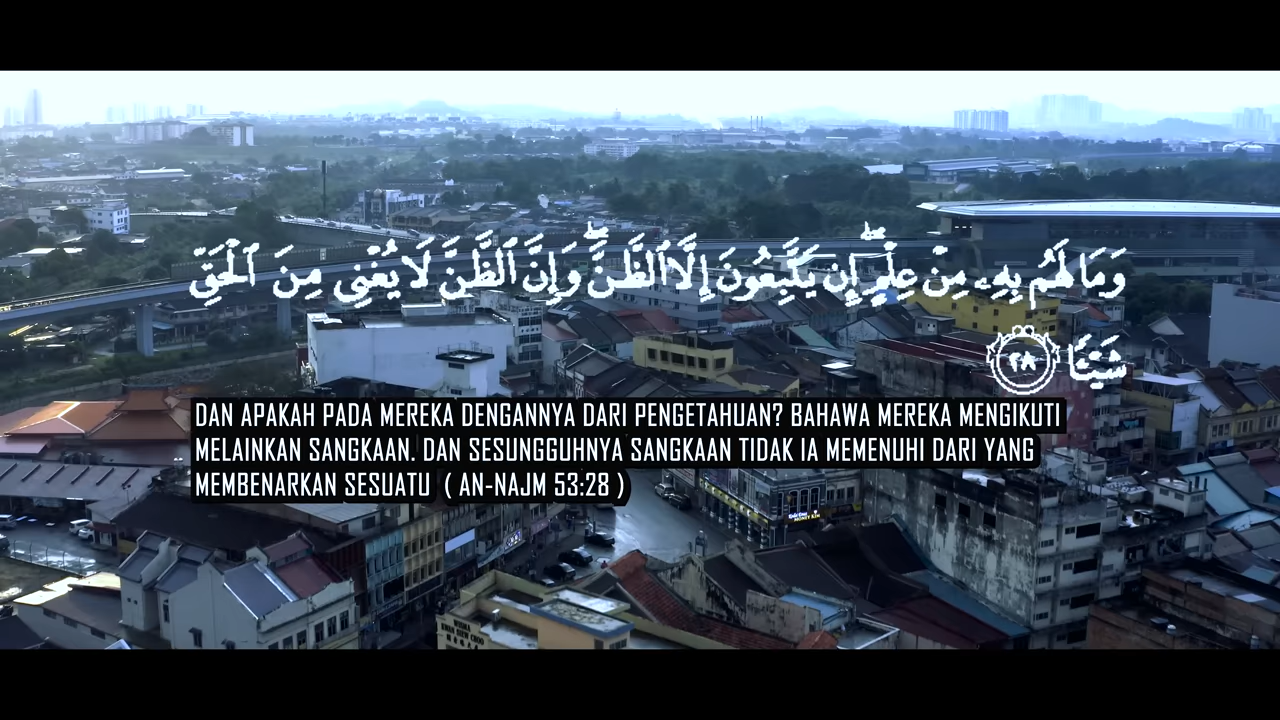 وَمَا لَهُم بِهِۦ مِنْ عِلْمٍ ۖ إِن يَتَّبِعُونَ إِلَّا ٱلظَّنَّ ۖ وَإِنَّ ٱلظَّنَّ لَا يُغْنِى مِنَ ٱلْحَقِّ
شَيْـًٔا ٢٨
DAN APAKAH PADA MEREKA DENGANNYA DARI PENGETAHUAN? BAHAWA MEREKA MENGIKUTI
MELAINKAN SANGKAAN. DAN SESUNGGUHNYA SANGKAAN TIDAK IA MEMENUHI DARI YANG
MEMBENARKAN SESUATU ( AN-NAJM 53:28 )
WISMA